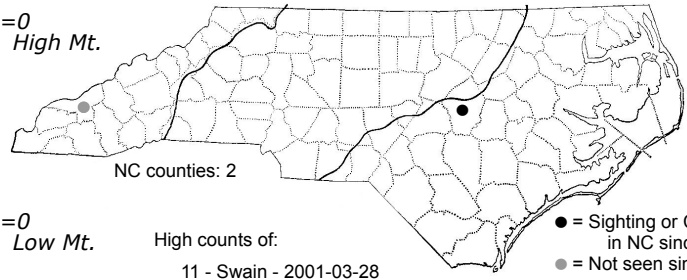 =0
High Mt.
NC counties: 2
=0
Low Mt.
High counts of:
11 - Swain - 2001-03-28
● = Sighting or
in NC sinc
● = Not seen sin